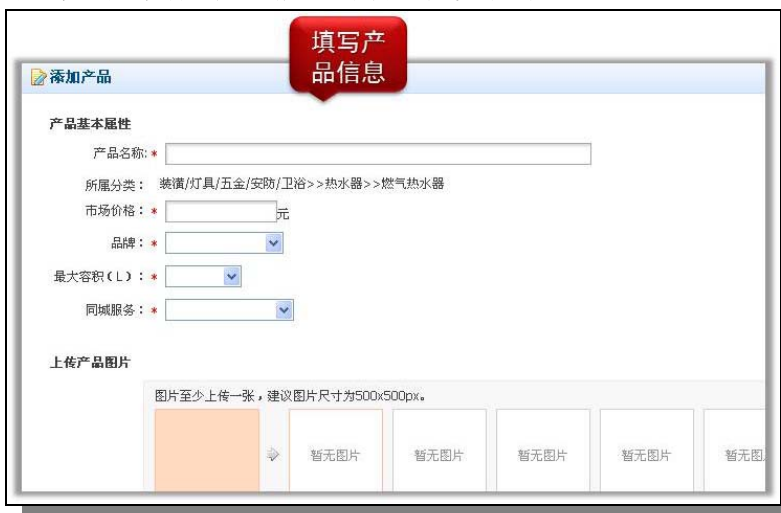 填写产
品信息
添加产品
产品基本属性
产品名称:*
所属分类： 装潢/灯具/五金/安防/卫浴>>热水器>>燃气热水器
市场价格：* 元
品牌：*
最大容积(L)：*
同城服务：*
上传产品图片
图片至少上传一张，建议图片尺寸为500x500px。
暂无图片 暂无图片 暂无图片 暂无图片 暂无图